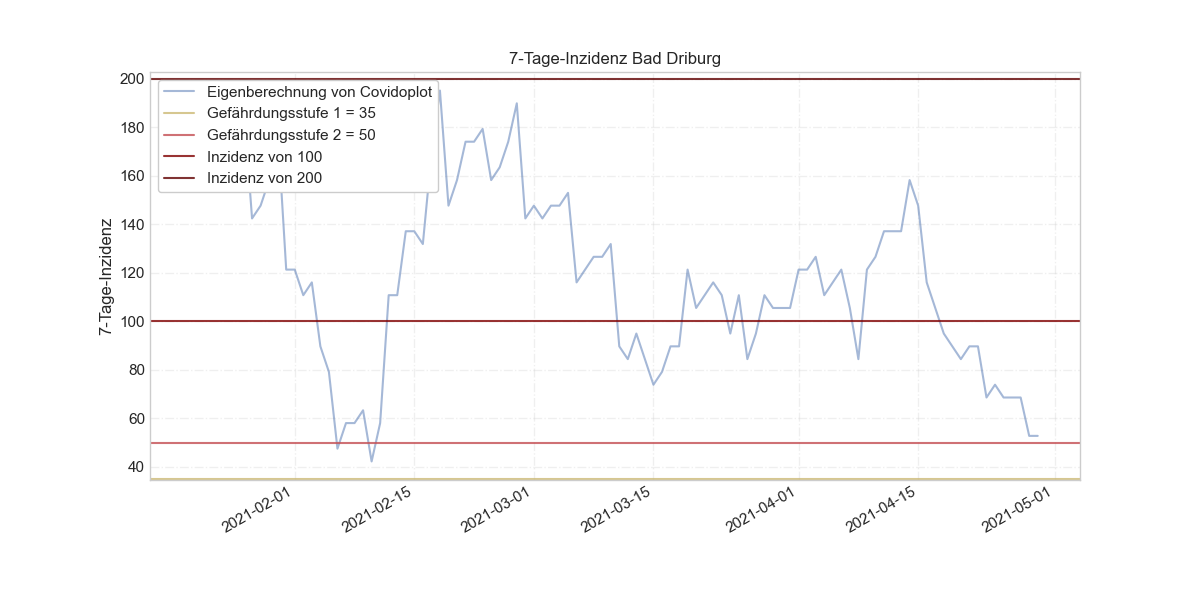 7-Tage-Inzidenz Bad Driburg
7-Tage-Inzidenz
200
180
160
140
120
100
80
60
40
Eigenberechnung von Covidoplot
Gefährdungsstufe 1 = 35
Gefährdungsstufe 2 = 50
Inzidenz von 100
Inzidenz von 200
2021-02-01
2021-02-15
2021-03-01
2021-03-15
2021-04-01
2021-04-15
2021-05-01